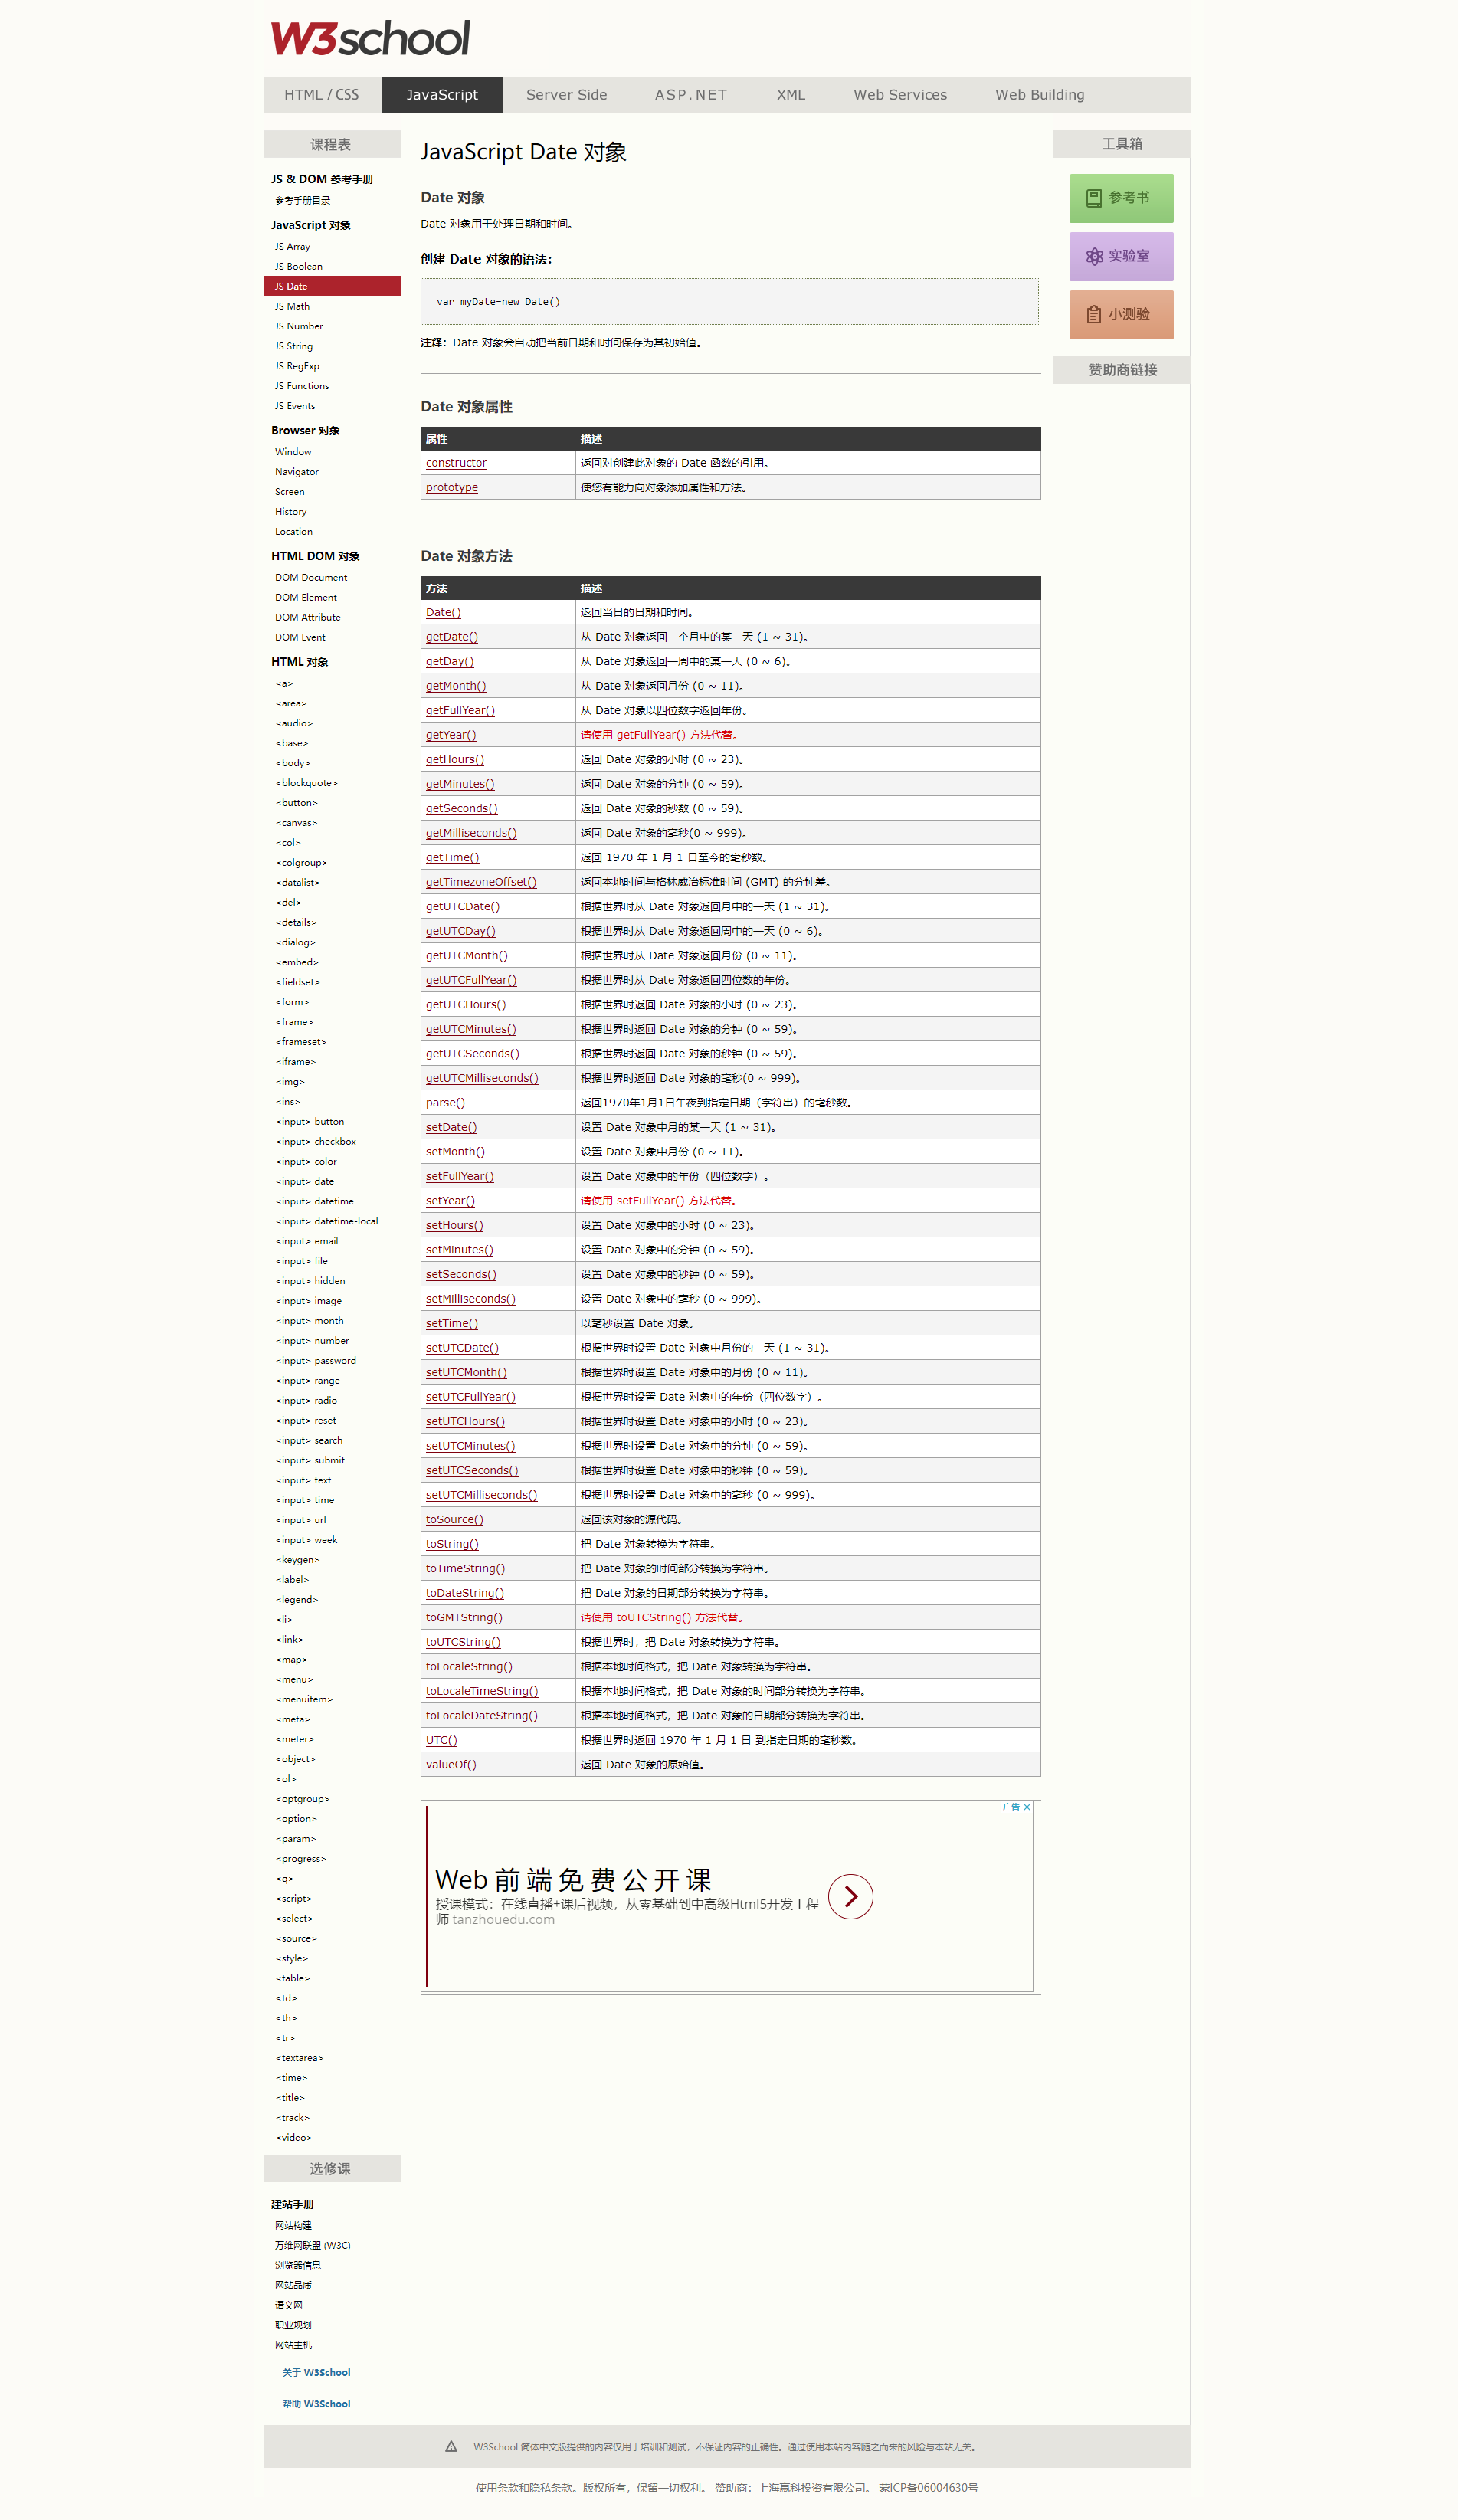 W3school
HTML / CSS
JavaScript
Server Side
ASP.NET
XML
Web Services
Web Building
课程表
JS & DOM 参考手册
参考手册目录
JavaScript 对象
JS Array
JS Boolean
JS Date
JS Math
JS Number
JS String
JS RegExp
JS Functions
JS Events
Browser 对象
Window
Navigator
Screen
History
Location
HTML DOM 对象
DOM Document
DOM Element
DOM Attribute
DOM Event
HTML 对象
<a>
<area>
<audio>
<base>
<body>
<blockquote>
<button>
<canvas>
<col>
<colgroup>
<datalist>
<del>
<details>
<dialog>
<embed>
<fieldset>
<form>
<frame>
<frameset>
<iframe>
<img>
<ins>
<input> button
<input> checkbox
<input> color
<input> date
<input> datetime
<input> datetime-local
<input> email
<input> file
<input> hidden
<input> image
<input> month
<input> number
<input> password
<input> range
<input> radio
<input> reset
<input> search
<input> submit
<input> text
<input> time
<input> url
<input> week
<keygen>
<label>
<legend>
<li>
<link>
<map>
<menu>
<menuitem>
<meta>
<meter>
<object>
<ol>
<optgroup>
<option>
<param>
<progress>
<q>
<script>
<select>
<source>
<style>
<table>
<td>
<th>
<tr>
<textarea>
<time>
<title>
<track>
<video>
选修课
建站手册
网站构建
万维网联盟 (W3C)
浏览器信息
网站品质
语义网
职业规划
网站主机
关于 W3School
帮助 W3School
JavaScript Date 对象
Date 对象
Date 对象用于处理日期和时间。
创建 Date 对象的语法：
var myDate=new Date()
注释：Date 对象会自动把当前日期和时间保存为其初始值。
Date 对象属性
属性 描述
constructor 返回对创建此对象的 Date 函数的引用。
prototype 使您有能力向对象添加属性和方法。
Date 对象方法
方法 描述
Date() 返回当日的日期和时间。
getDate() 从 Date 对象返回一个月中的某一天 (1 ~ 31)。
getDay() 从 Date 对象返回一周中的某一天 (0 ~ 6)。
getMonth() 从 Date 对象返回月份 (0 ~ 11)。
getFullYear() 从 Date 对象以四位数字返回年份。
getYear() 请使用 getFullYear() 方法代替。
getHours() 返回 Date 对象的小时 (0 ~ 23)。
getMinutes() 返回 Date 对象的分钟 (0 ~ 59)。
getSeconds() 返回 Date 对象的秒数 (0 ~ 59)。
getMilliseconds() 返回 Date 对象的毫秒(0 ~ 999)。
getTime() 返回 1970 年 1 月 1 日至今的毫秒数。
getTimezoneOffset() 返回本地时间与格林威治标准时间 (GMT) 的分钟差。
getUTCDate() 根据世界时从 Date 对象返回月中的一天 (1 ~ 31)。
getUTCDay() 根据世界时从 Date 对象返回周中的一天 (0 ~ 6)。
getUTCMonth() 根据世界时从 Date 对象返回月份 (0 ~ 11)。
getUTCFullYear() 根据世界时从 Date 对象返回四位数的年份。
getUTCHours() 根据世界时返回 Date 对象的小时 (0 ~ 23)。
getUTCMinutes() 根据世界时返回 Date 对象的分钟 (0 ~ 59)。
getUTCSeconds() 根据世界时返回 Date 对象的秒钟 (0 ~ 59)。
getUTCMilliseconds() 根据世界时返回 Date 对象的毫秒(0 ~ 999)。
parse() 返回1970年1月1日午夜到指定日期（字符串）的毫秒数。
setDate() 设置 Date 对象中月的某一天 (1 ~ 31)。
setMonth() 设置 Date 对象中月份 (0 ~ 11)。
setFullYear() 设置 Date 对象中的年份（四位数字）。
setYear() 请使用 setFullYear() 方法代替。
setHours() 设置 Date 对象中的小时 (0 ~ 23)。
setMinutes() 设置 Date 对象中的分钟 (0 ~ 59)。
setSeconds() 设置 Date 对象中的秒钟 (0 ~ 59)。
setMilliseconds() 设置 Date 对象中的毫秒 (0 ~ 999)。
setTime() 以毫秒设置 Date 对象。
setUTCDate() 根据世界时设置 Date 对象中月份的一天 (1 ~ 31)。
setUTCMonth() 根据世界时设置 Date 对象中的月份 (0 ~ 11)。
setUTCFullYear() 根据世界时设置 Date 对象中的年份（四位数字）。
setUTCHours() 根据世界时设置 Date 对象中的小时 (0 ~ 23)。
setUTCMinutes() 根据世界时设置 Date 对象中的分钟 (0 ~ 59)。
setUTCSeconds() 根据世界时设置 Date 对象中的秒钟 (0 ~ 59)。
setUTCMilliseconds() 根据世界时设置 Date 对象中的毫秒 (0 ~ 999)。
toSource() 返回该对象的源代码。
toString() 把 Date 对象转换为字符串。
toTimeString() 把 Date 对象的时间部分转换为字符串。
toDateString() 把 Date 对象的日期部分转换为字符串。
toGMTString() 请使用 toUTCString() 方法代替。
toUTCString() 根据世界时，把 Date 对象转换为字符串。
toLocaleString() 根据本地时间格式，把 Date 对象转换为字符串。
toLocaleTimeString() 根据本地时间格式，把 Date 对象的时间部分转换为字符串。
toLocaleDateString() 根据本地时间格式，把 Date 对象的日期部分转换为字符串。
UTC() 根据世界时返回 1970 年 1 月 1 日 到指定日期的毫秒数。
valueOf() 返回 Date 对象的原始值。
广告
Web 前端免费公开课
授课模式：在线直播+课后视频，从零基础到中高级Html5开发工程
师 tanzhouedu.com
工具箱
参考书
实验室
小测验
赞助商链接
W3School 简体中文版提供的内容仅用于培训和测试，不保证内容的正确性。通过使用本站内容随之而来的风险与本站无关。
使用条款和隐私条款。版权所有，保留一切权利。 赞助商：上海赢科投资有限公司。 蒙ICP备06004630号